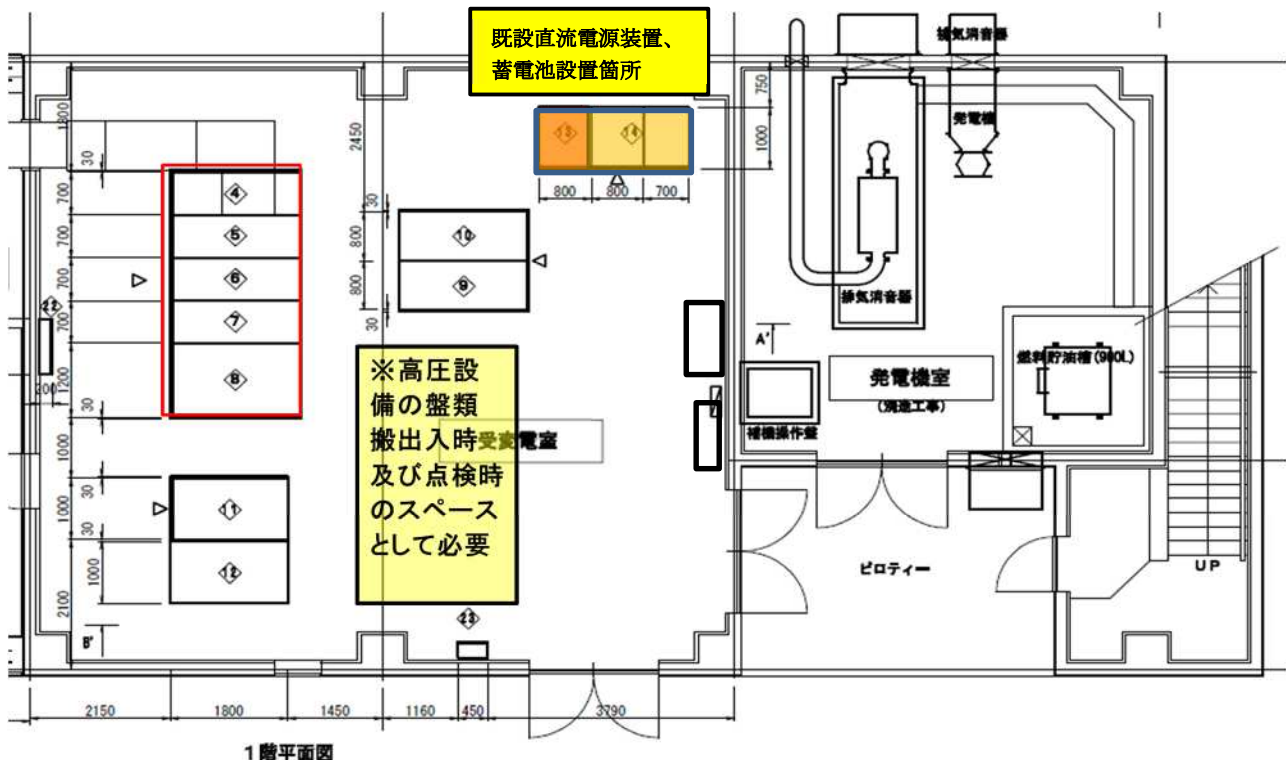 既設直流電源装置、
蓄電池設置箇所
排気消音器
発電機
1800
30
700
700
700
700
1200
30
1000
30
1000
30
1000
2100
200
4
5
6
7
8
22
11
12
B'
2450
30
800
800
30
10
9
13
14
800
800
700
750
1000
※高圧設
備の盤類
搬出入時
及び点検時
のスペース
として必要
受変電室
23
排気消音器
A'
発電機室
(別途工事)
補機操作盤
燃料貯油槽(900L)
ピロティー
UP
2150
1800
1450
1160
450
3790
1階平面図